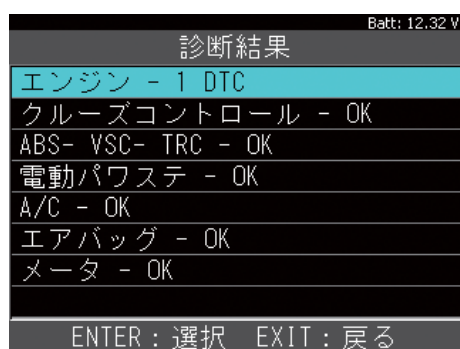 Batt: 12.32 V
診断結果
エンジン - 1 DTC
クルーズコントロール - OK
ABS- VSC- TRC - OK
電動パワステ - OK
A/C - OK
エアバッグ - OK
メータ - OK
ENTER：選択 EXIT：戻る